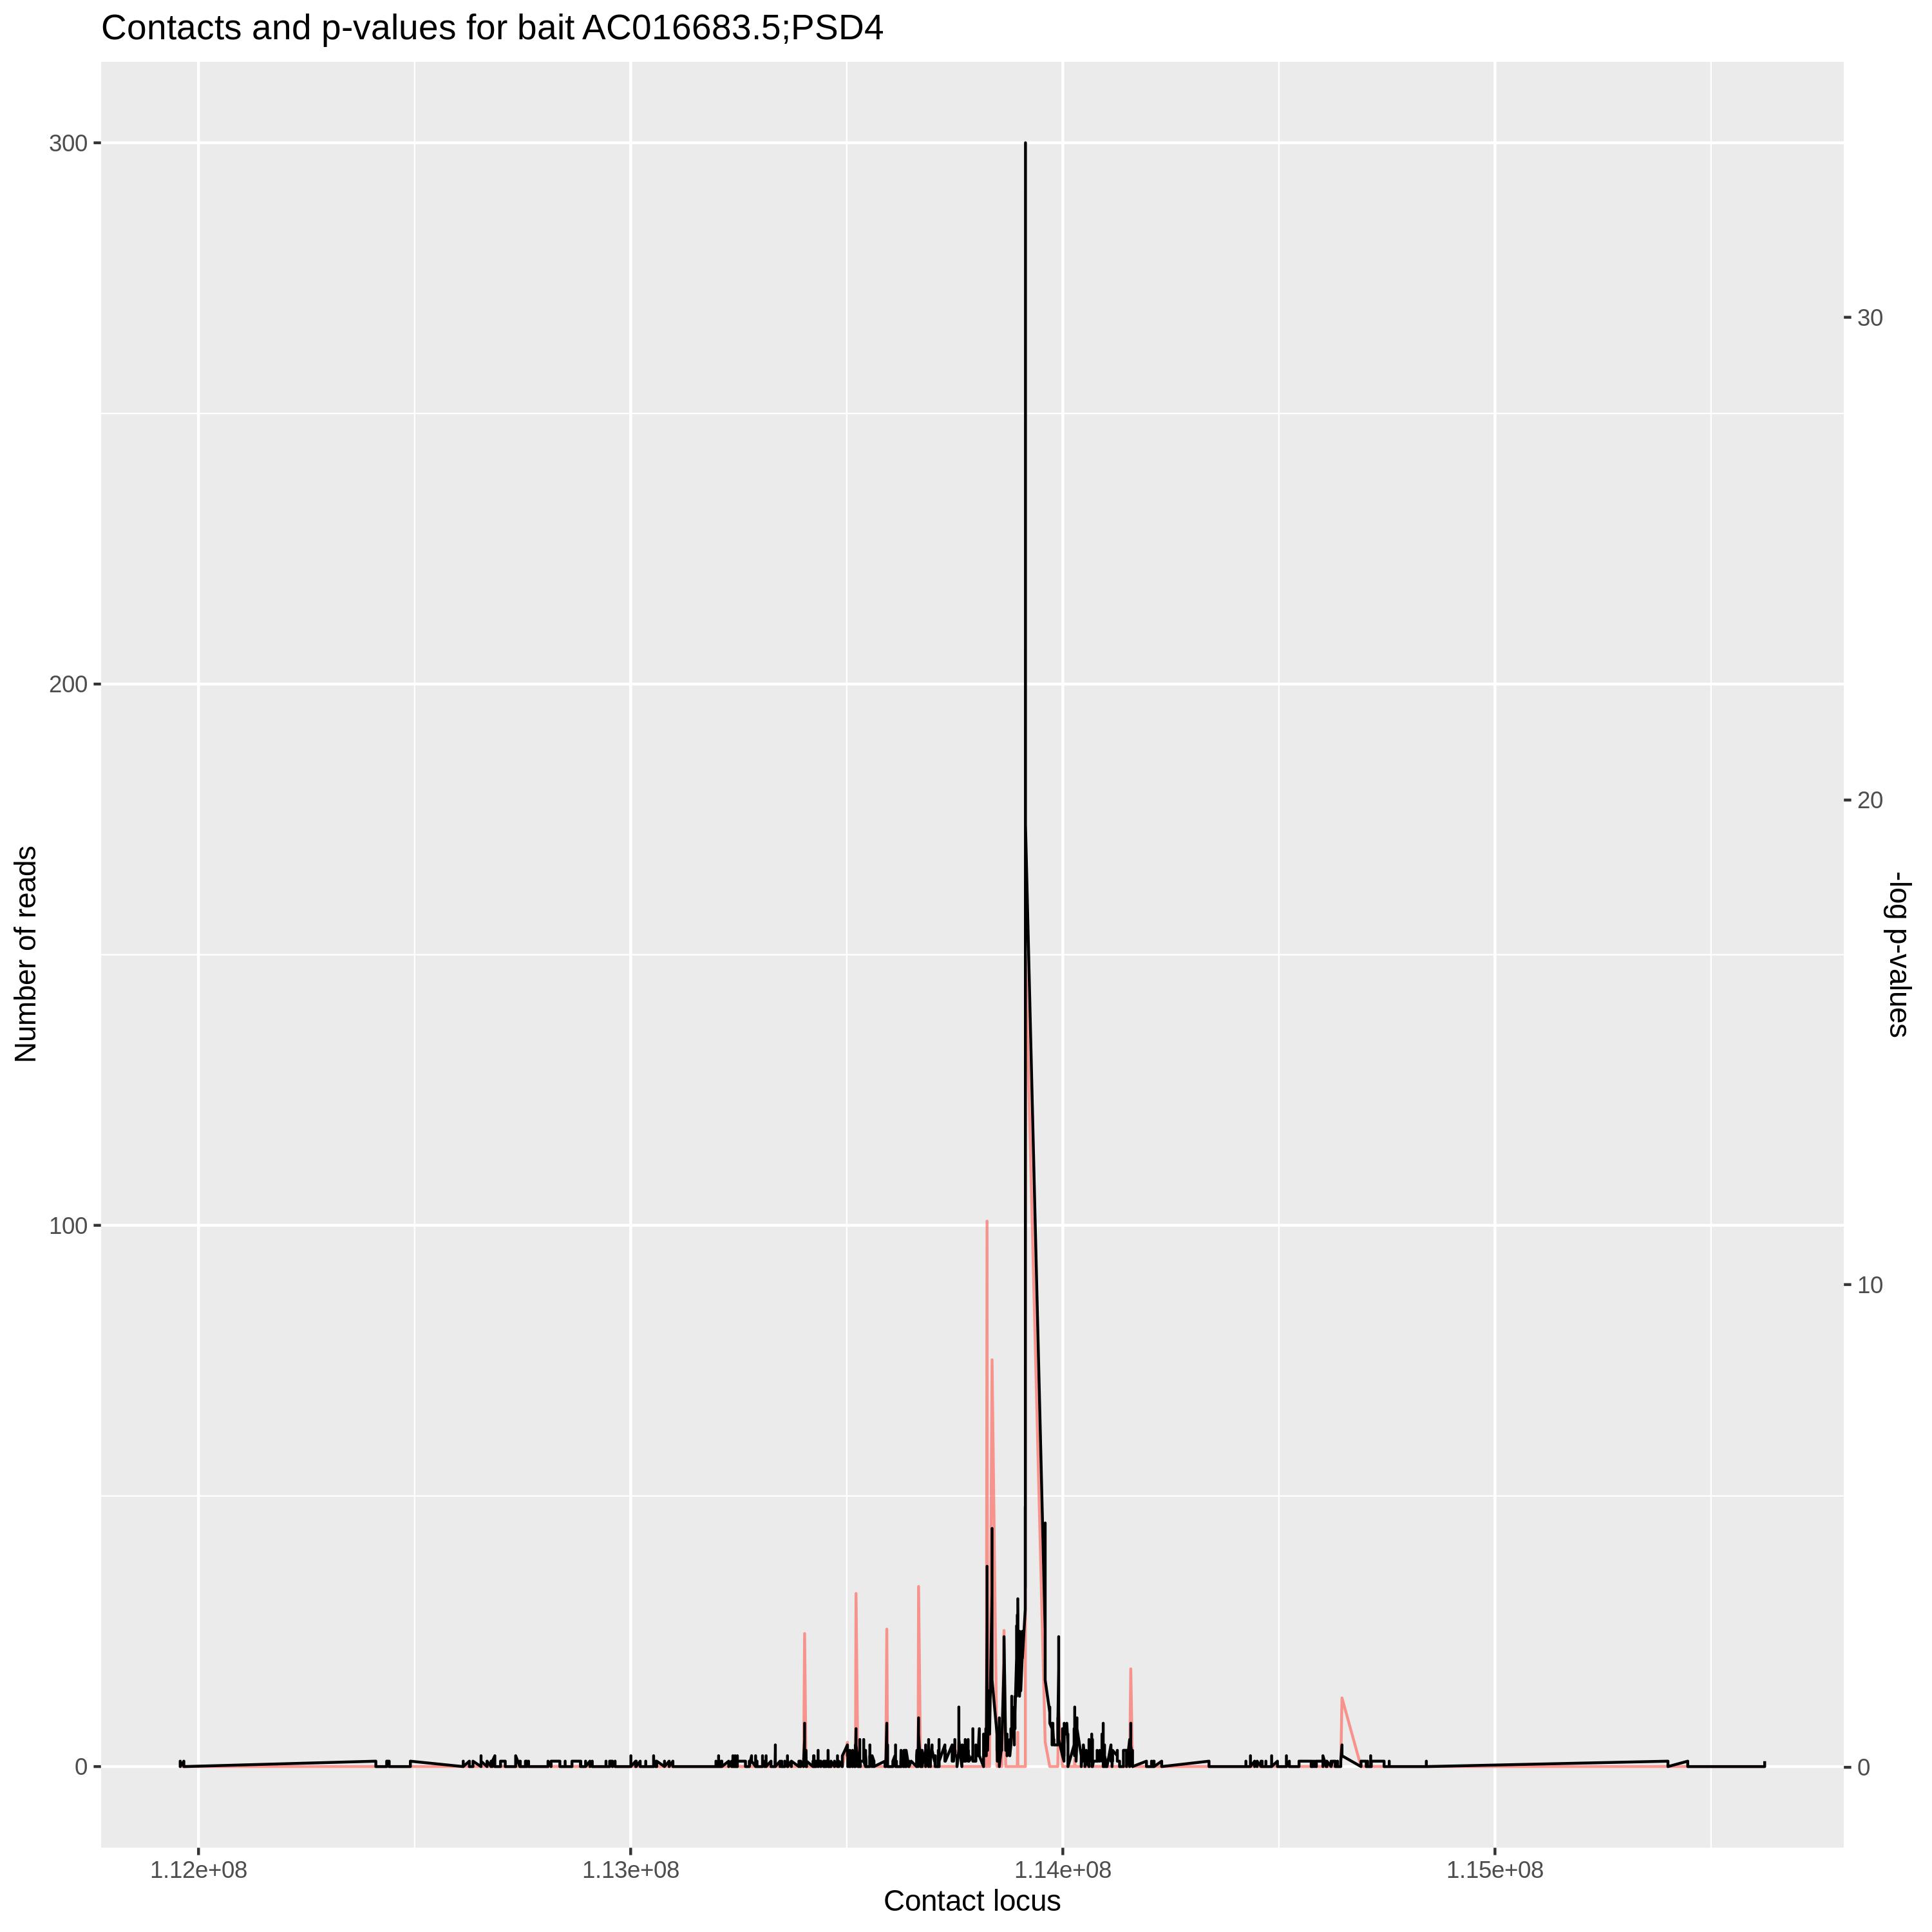 Contacts and p-values for bait AC016683.5;PSD4
300
200
100
0
Number of reads
30
20
10
0
-log p-values
1.12e+08
1.13e+08
1.14e+08
1.15e+08
Contact locus